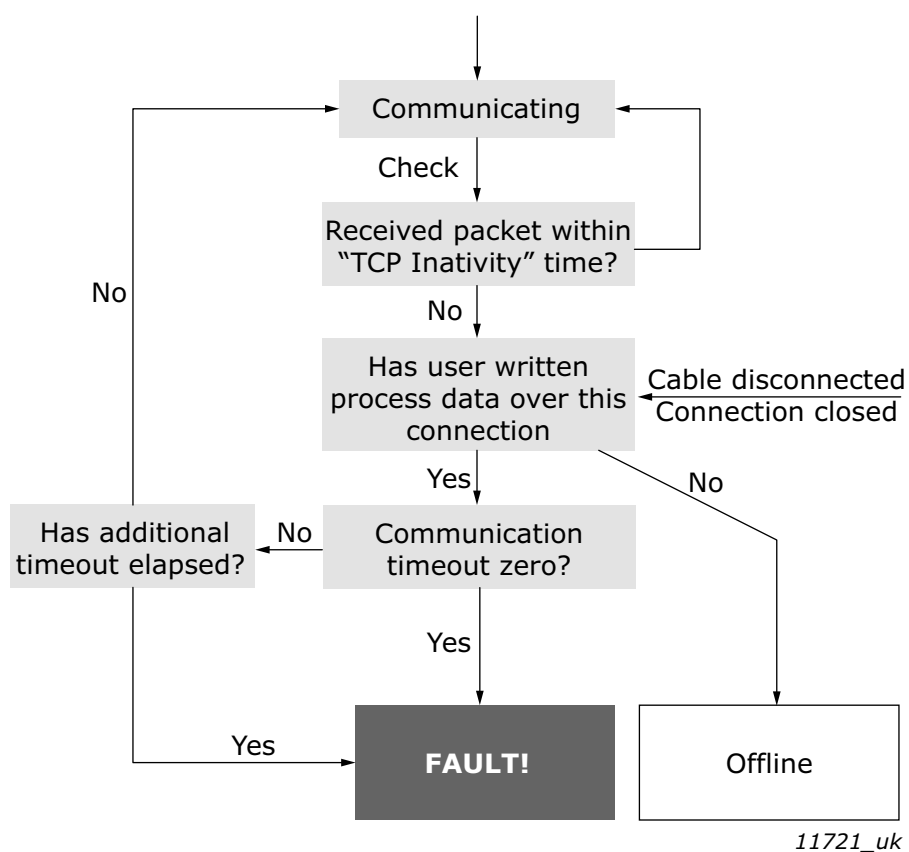 Communicating
Check
Received packet within
“TCP Inativity” time?
No
No
Has user written
process data over this
connection
Cable disconnected
Connection closed
Yes
No
Has additional
timeout elapsed?
No
Communication
timeout zero?
Yes
Yes
FAULT!
Offline
11721_uk